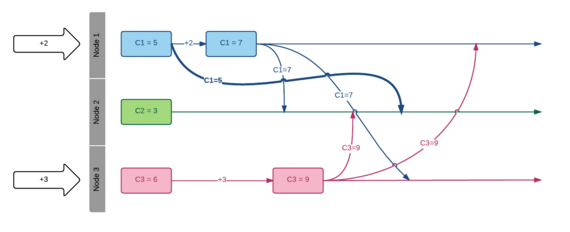 +2
Node 1
C1 = 5
+2
C1 = 7
C1=5
C1=7
C1=7
Node 2
C2 = 3
C3=9
C3=9
+3
Node 3
C3 = 6
+3
C3 = 9